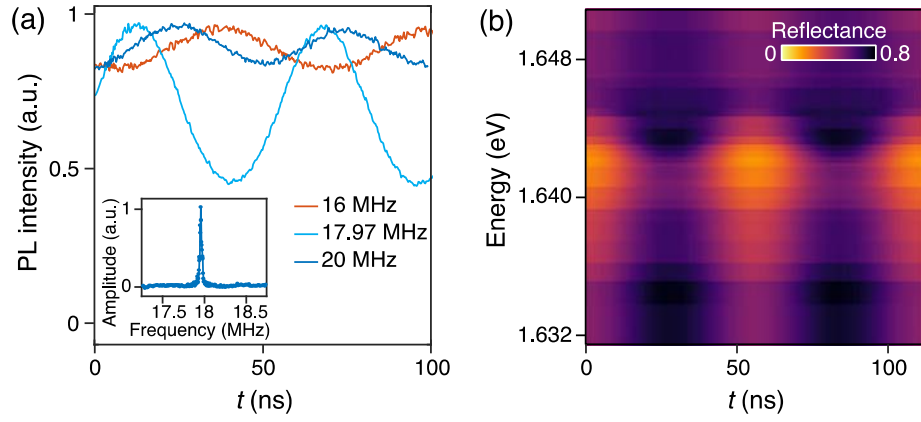 (a)
PL intensity (a.u.)
1
0.5
0
0
50
100
t (ns)
16 MHz
17.97 MHz
20 MHz
Amplitude (a.u.)
1
0
17.5
18
18.5
Frequency (MHz)
(b)
Energy (eV)
1.648
1.640
1.632
Reflectance
0
0.8
0
50
100
t (ns)